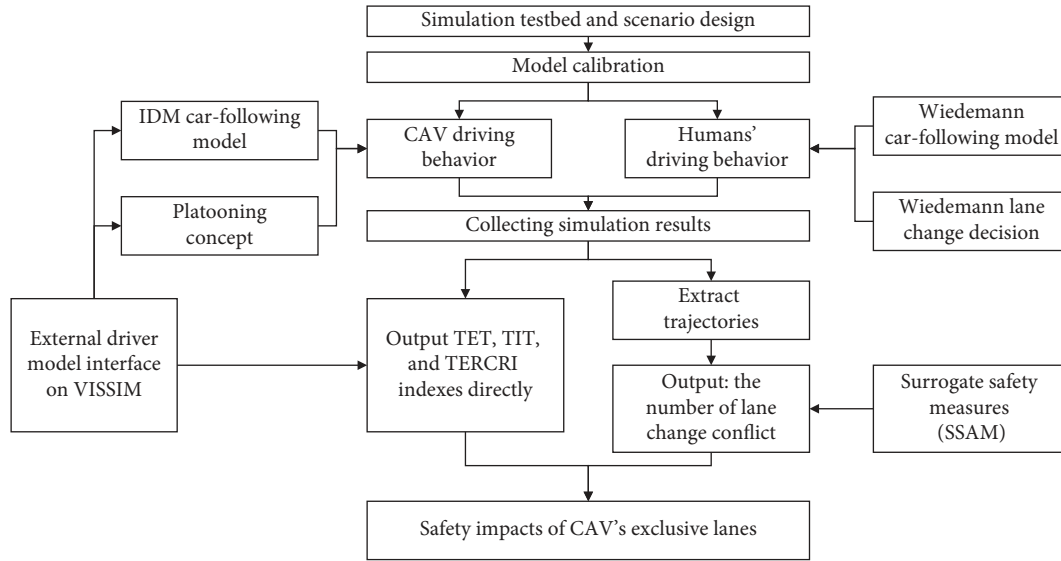 Simulation testbed and scenario design
Model calibration
IDM car-following
model
CAV driving
behavior
Humans'
driving behavior
Wiedemann
car-following model
Platooning
concept
Wiedemann lane
change decision
Collecting simulation results
External driver
model interface
on VISSIM
Output TET, TIT,
and TERCRI
indexes directly
Extract
trajectories
Output: the
number of lane
change conflict
Surrogate safety
measures
(SSAM)
Safety impacts of CAV's exclusive lanes